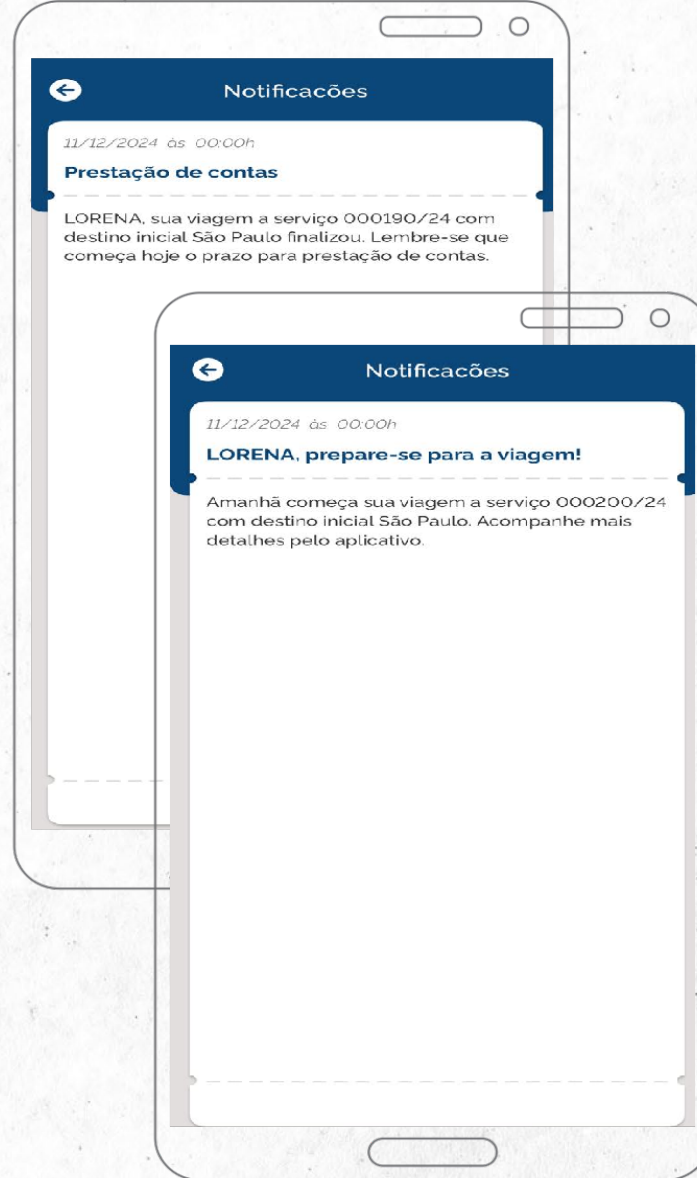 Notificacões
11/12/2024 às 00:00h
Prestação de contas
LORENA, sua viagem a serviço 000190/24 com
destino inicial São Paulo finalizou. Lembre-se que
começa hoje o prazo para prestação de contas.
Notificacões
11/12/2024 às 00:00h
LORENA, prepare-se para a viagem!
Amanhã começa sua viagem a serviço 000200/24
com destino inicial São Paulo. Acompanhe mais
detalhes pelo aplicativo.